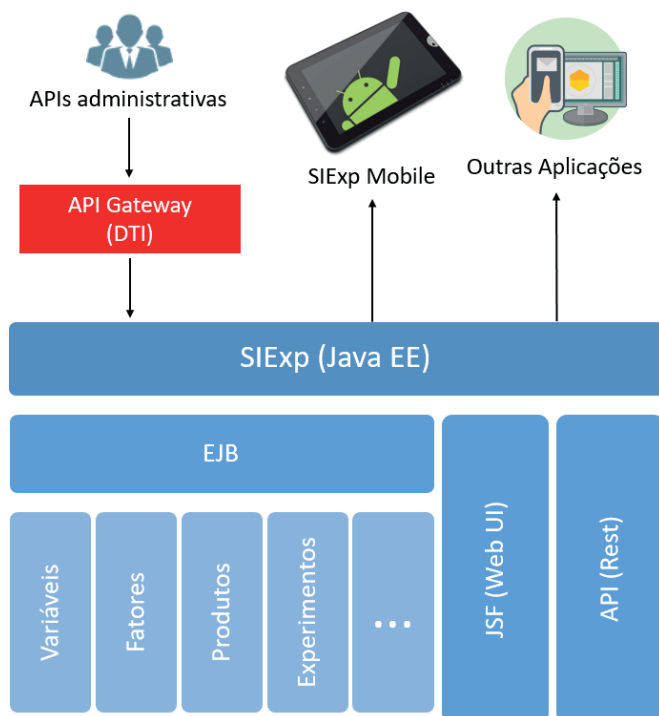 APIs administrativas
SIExp Mobile
Outras Aplicações
API Gateway
(DTI)
SIExp (Java EE)
EJB
Variáveis
Fatores
Produtos
Experimentos
...
JSF (Web UI)
API (Rest)